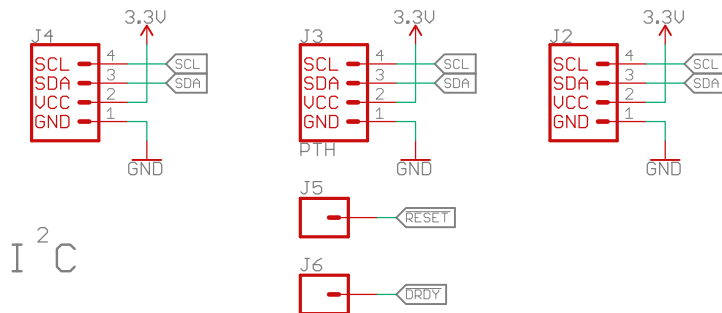 3.3V 3.3V 3.3V
J4 J3 J2
SCL 4 SCL SCL 4 SCL SCL 4 SCL
SDA 3 SDA SDA 3 SDA SDA 3 SDA
VCC 2 VCC 2 VCC 2
GND 1 GND 1 GND 1
PTH
GND GND GND
J5
RESET
I²C
J6
DRDY